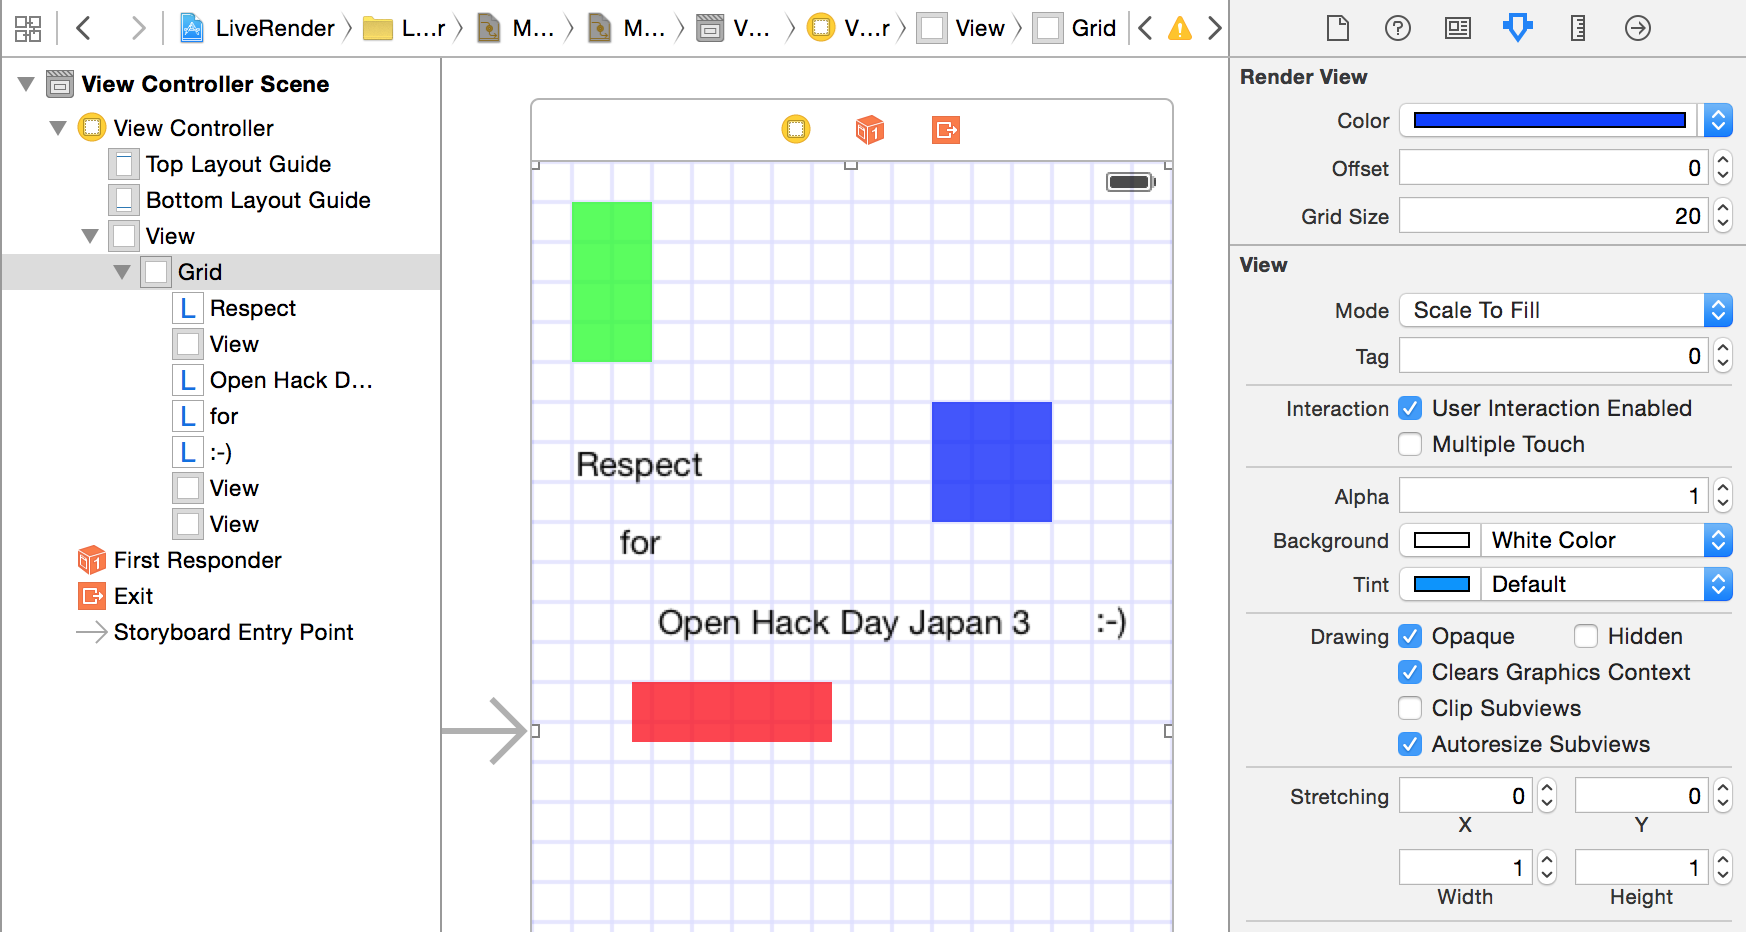 LiveRender
L...r
M...
M...
V...
V...r
View
Grid
View Controller Scene
View Controller
Top Layout Guide
Bottom Layout Guide
View
Grid
L Respect
View
L Open Hack D...
L for
L :-)
View
View
1 First Responder
Exit
Storyboard Entry Point
1
Respect
for
Open Hack Day Japan 3 :-)
?
Render View
Color
Offset 0
Grid Size 20
View
Mode Scale To Fill
Tag 0
Interaction User Interaction Enabled
Multiple Touch
Alpha 1
Background White Color
Tint Default
Drawing Opaque Hidden
Clears Graphics Context
Clip Subviews
Autoresize Subviews
Stretching 0 0
X Y
1 1
Width Height